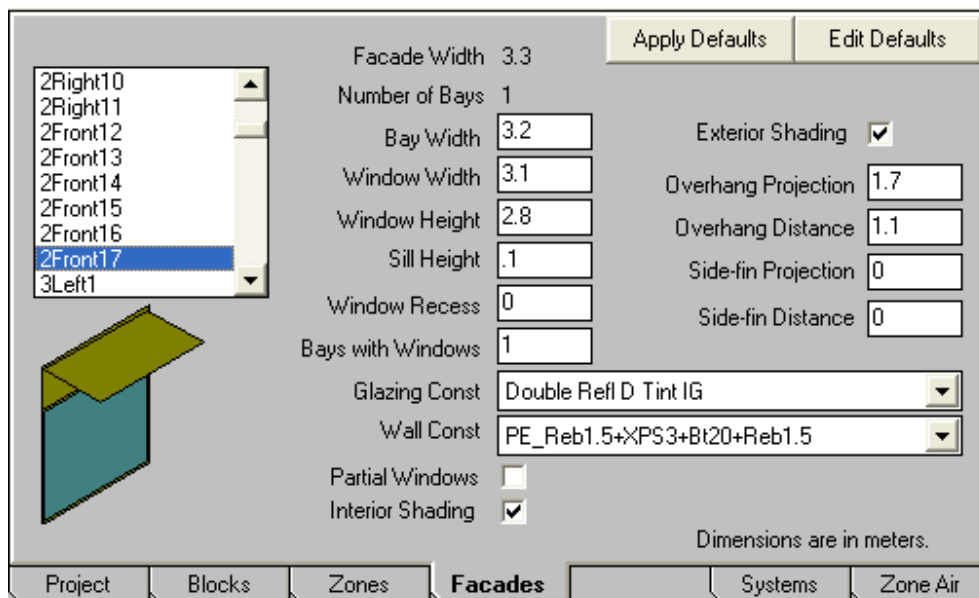 Apply Defaults
Edit Defaults
2Right10
2Right11
2Front12
2Front13
2Front14
2Front15
2Front16
2Front17
3Left1
Facade Width 3.3
Number of Bays 1
Bay Width 3.2
Window Width 3.1
Window Height 2.8
Sill Height .1
Window Recess 0
Bays with Windows 1
Exterior Shading
Overhang Projection 1.7
Overhang Distance 1.1
Side-fin Projection 0
Side-fin Distance 0
Glazing Const Double Refl D Tint IG
Wall Const PE_Reb1.5+XPS3+Bt20+Reb1.5
Partial Windows
Interior Shading
Dimensions are in meters.
Project
Blocks
Zones
Facades
Systems
Zone Air